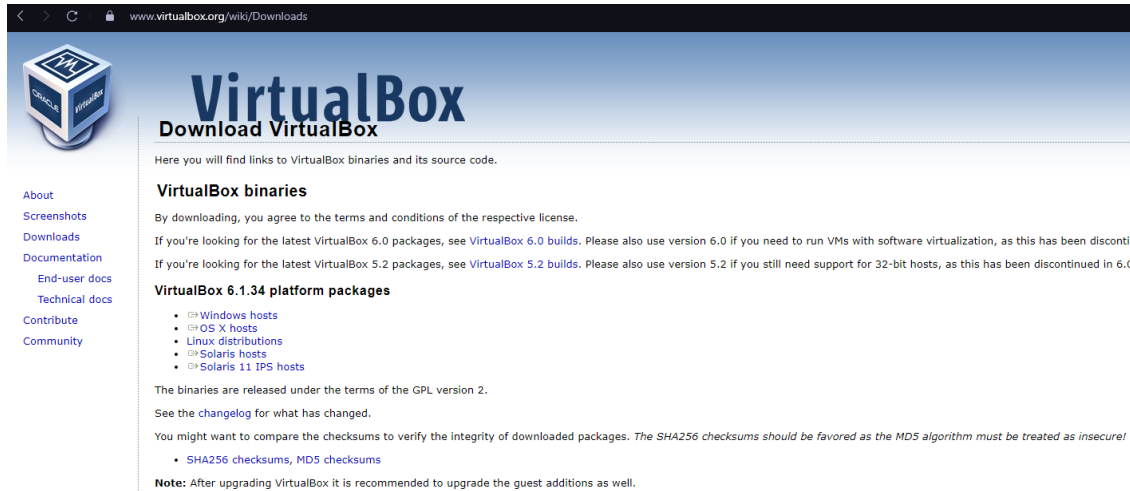 www.virtualbox.org/wiki/Downloads
ORACLE
VirtualBox
VirtualBox
Download VirtualBox
Here you will find links to VirtualBox binaries and its source code.
About
Screenshots
Downloads
Documentation
End-user docs
Technical docs
Contribute
Community
VirtualBox binaries
By downloading, you agree to the terms and conditions of the respective license.
If you're looking for the latest VirtualBox 6.0 packages, see VirtualBox 6.0 builds. Please also use version 6.0 if you need to run VMs with software virtualization, as this has been disconti
If you're looking for the latest VirtualBox 5.2 packages, see VirtualBox 5.2 builds. Please also use version 5.2 if you still need support for 32-bit hosts, as this has been discontinued in 6.0
VirtualBox 6.1.34 platform packages
• Windows hosts
• OS X hosts
• Linux distributions
• Solaris hosts
• Solaris 11 IPS hosts
The binaries are released under the terms of the GPL version 2.
See the changelog for what has changed.
You might want to compare the checksums to verify the integrity of downloaded packages. The SHA256 checksums should be favored as the MD5 algorithm must be treated as insecure!
• SHA256 checksums, MD5 checksums
Note: After upgrading VirtualBox it is recommended to upgrade the guest additions as well.